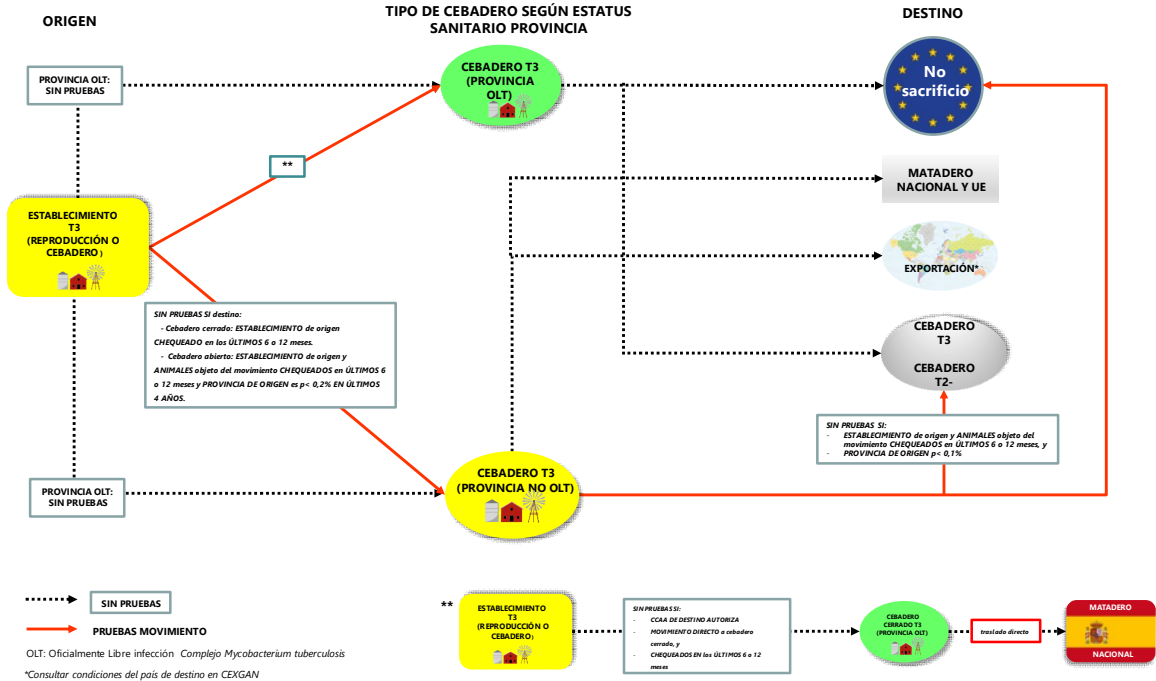 ORIGEN
TIPO DE CEBADERO SEGÚN ESTATUS
SANITARIO PROVINCIA
DESTINO
PROVINCIA OLT:
SIN PRUEBAS
CEBADERO T3
(PROVINCIA
OLT)
No
sacrificio
**
MATADERO
NACIONAL Y UE
ESTABLECIMIENTO
T3
(REPRODUCCIÓN O
CEBADERO)
EXPORTACIÓN*
SIN PRUEBAS SI destino:
- Cebadero cerrado: ESTABLECIMIENTO de origen
CHEQUEADO en los ÚLTIMOS 6 o 12 meses.
- Cebadero abierto: ESTABLECIMIENTO de origen y
ANIMALES objeto del movimiento CHEQUEADOS en ÚLTIMOS 6
o 12 meses y PROVINCIA DE ORIGEN es p< 0,2% EN ÚLTIMOS
4 AÑOS.
CEBADERO
T3
CEBADERO
T2-
SIN PRUEBAS SI:
- ESTABLECIMIENTO de origen y ANIMALES objeto del
movimiento CHEQUEADOS en ÚLTIMOS 6 o 12 meses, y
- PROVINCIA DE ORIGEN p< 0,1%
PROVINCIA OLT:
SIN PRUEBAS
CEBADERO T3
(PROVINCIA NO OLT)
SIN PRUEBAS
PRUEBAS MOVIMIENTO
OLT: Oficialmente Libre infección Complejo Mycobacterium tuberculosis
*Consultar condiciones del país de destino en CEXGAN
**
ESTABLECIMIENTO
T3
(REPRODUCCIÓN O
CEBADERO)
SIN PRUEBAS SI:
- CCAA DE DESTINO AUTORIZA
- MOVIMIENTO DIRECTO a cebadero
cerrado, y
- CHEQUEADOS EN los ÚLTIMOS 6 o 12
meses
CEBADERO
CERRADO T3
(PROVINCIA OLT)
traslado directo
MATADERO
NACIONAL